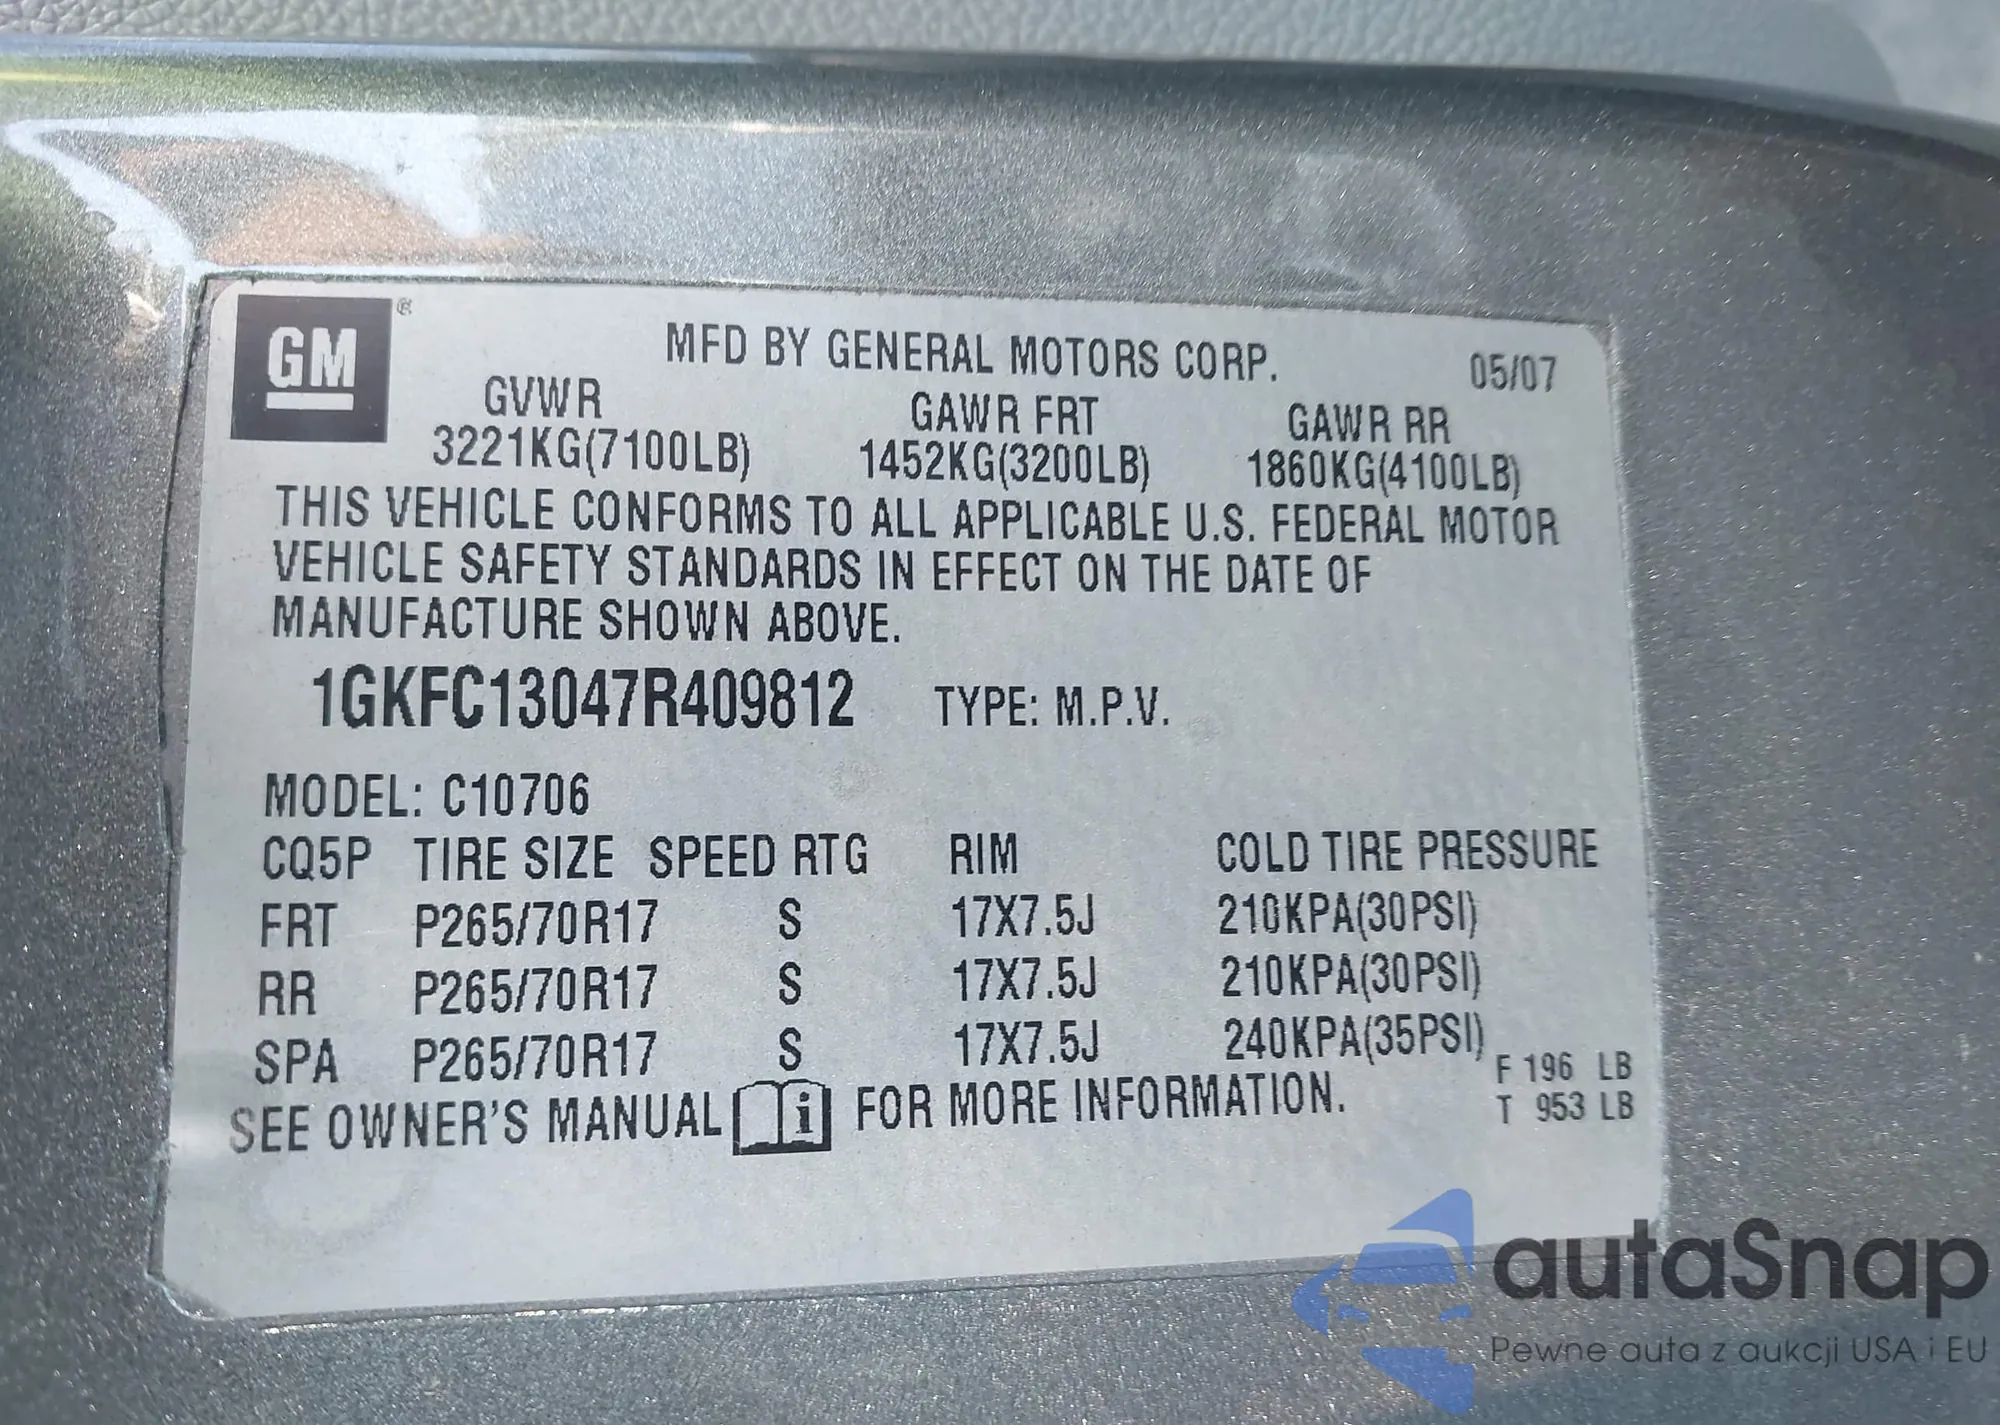 GM ®
MFD BY GENERAL MOTORS CORP. 05/07
GVWR GAWR FRT GAWR RR
3221KG(7100LB) 1452KG(3200LB) 1860KG(4100LB)
THIS VEHICLE CONFORMS TO ALL APPLICABLE U.S. FEDERAL MOTOR
VEHICLE SAFETY STANDARDS IN EFFECT ON THE DATE OF
MANUFACTURE SHOWN ABOVE.
1GKFC13047R409812 TYPE: M.P.V.
MODEL: C10706
CQ5P TIRE SIZE SPEED RTG RIM COLD TIRE PRESSURE
FRT P265/70R17 S 17X7.5J 210KPA(30PSI)
RR P265/70R17 S 17X7.5J 210KPA(30PSI)
SPA P265/70R17 S 17X7.5J 240KPA(35PSI)
F 196 LB
T 953 LB
SEE OWNER'S MANUAL i FOR MORE INFORMATION.
autaSnap
Pewne auta z aukcji USA i EU